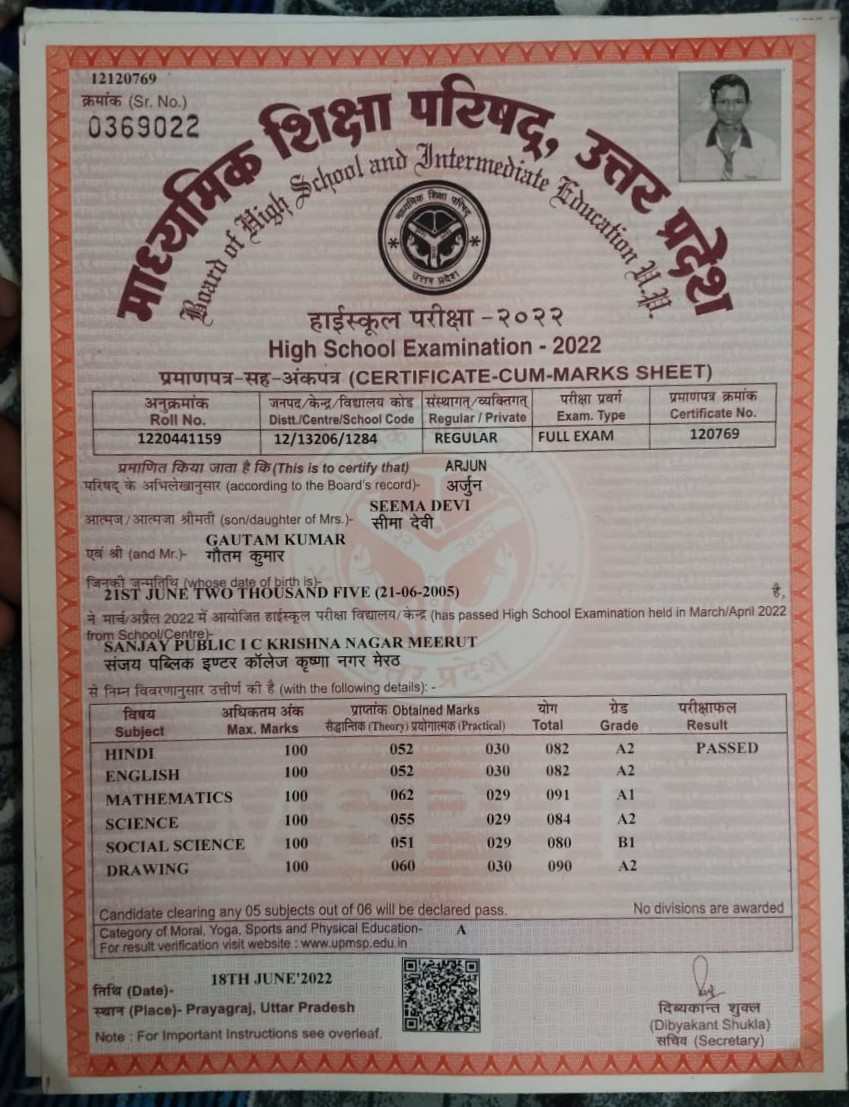 12120769
क्रमांक (Sr. No.)
0369022
माध्यमिक शिक्षा परिषद्, उत्तर प्रदेश
Board of High School and Intermediate Education U.P.
माध्यमिक शिक्षा परिषद्
उत्तर प्रदेश
हाईस्कूल परीक्षा - २०२२
High School Examination - 2022
प्रमाणपत्र-सह-अंकपत्र (CERTIFICATE-CUM-MARKS SHEET)
अनुक्रमांक जनपद/केन्द्र/विद्यालय कोड संस्थागत/व्यक्तिगत परीक्षा प्रवर्ग प्रमाणपत्र क्रमांक
Roll No. Distt./Centre/School Code Regular / Private Exam. Type Certificate No.
1220441159 12/13206/1284 REGULAR FULL EXAM 120769
प्रमाणित किया जाता है कि (This is to certify that) ARJUN
परिषद् के अभिलेखानुसार (according to the Board's record)- अर्जुन
SEEMA DEVI
आत्मज/आत्मजा श्रीमती (son/daughter of Mrs.)- सीमा देवी
GAUTAM KUMAR
एवं श्री (and Mr.)- गौतम कुमार
जिनकी जन्मतिथि (whose date of birth is)-
21ST JUNE TWO THOUSAND FIVE (21-06-2005) है,
ने मार्च/अप्रैल 2022 में आयोजित हाईस्कूल परीक्षा विद्यालय/केन्द्र (has passed High School Examination held in March/April 2022
from School/Centre)-
SANJAY PUBLIC I C KRISHNA NAGAR MEERUT
संजय पब्लिक इण्टर कॉलेज कृष्णा नगर मेरठ
से निम्न विवरणानुसार उत्तीर्ण की है (with the following details): -
विषय अधिकतम अंक प्राप्तांक Obtained Marks योग ग्रेड परीक्षाफल
Subject Max. Marks सैद्धान्तिक (Theory) प्रयोगात्मक (Practical) Total Grade Result
HINDI 100 052 030 082 A2 PASSED
ENGLISH 100 052 030 082 A2
MATHEMATICS 100 062 029 091 A1
SCIENCE 100 055 029 084 A2
SOCIAL SCIENCE 100 051 029 080 B1
DRAWING 100 060 030 090 A2
Candidate clearing any 05 subjects out of 06 will be declared pass. No divisions are awarded
Category of Moral, Yoga, Sports and Physical Education- A
For result verification visit website : www.upmsp.edu.in
तिथि (Date)- 18TH JUNE'2022
स्थान (Place)- Prayagraj, Uttar Pradesh
Note : For Important Instructions see overleaf.
दिब्यकान्त शुक्ल
(Dibyakant Shukla)
सचिव (Secretary)